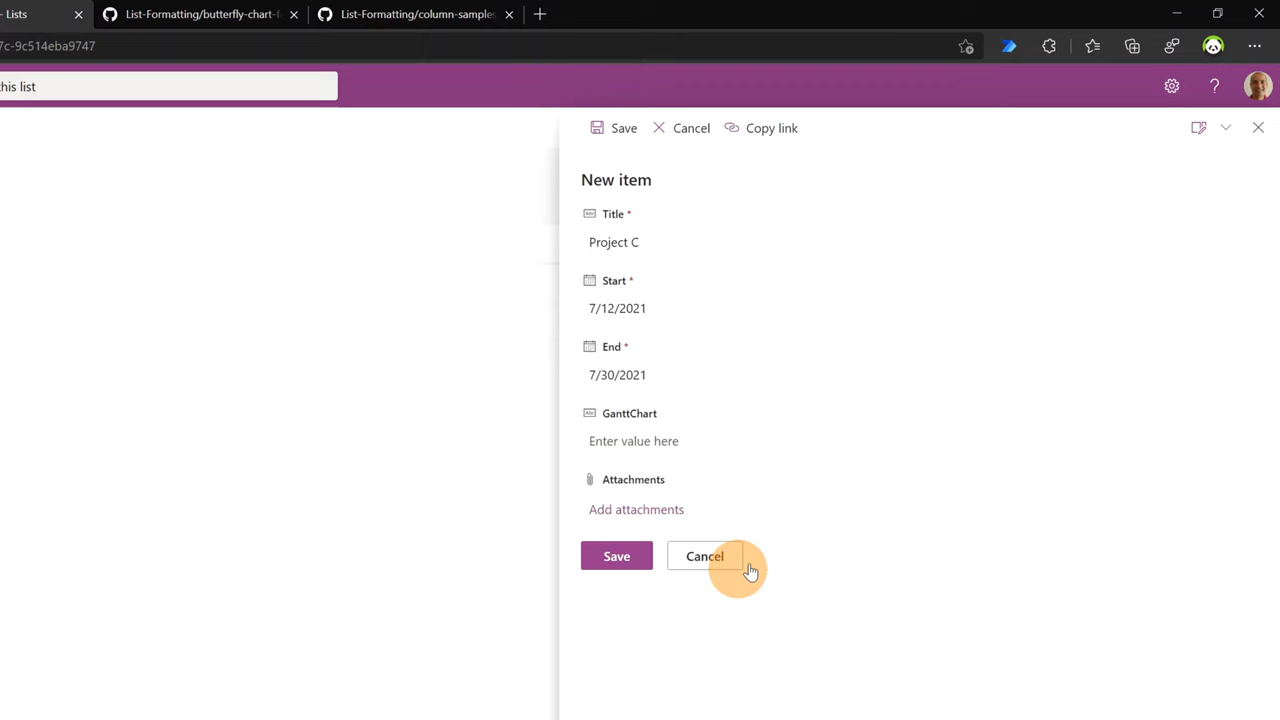 - Lists
List-Formatting/butterfly-chart-f
List-Formatting/column-samples
7c-9c514eba9747
his list
Save Cancel Copy link
New item
Title *
Project C
Start *
7/12/2021
End *
7/30/2021
GanttChart
Enter value here
Attachments
Add attachments
Save Cancel